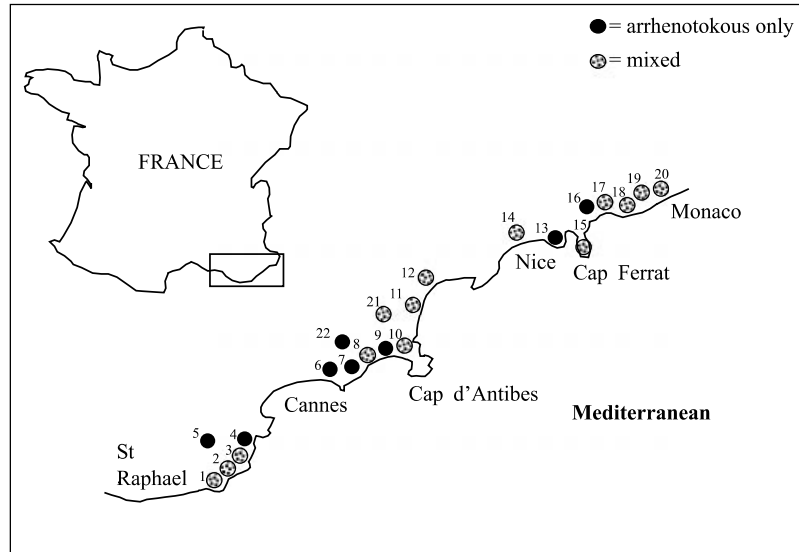 = arrhenotokous only
= mixed
FRANCE
20
19
17
18
16
Monaco
15
14
13
Nice
Cap Ferrat
12
11
21
22
9
10
8
7
6
Cap d'Antibes
Cannes
Mediterranean
5
4
3
St
Raphael
2
1